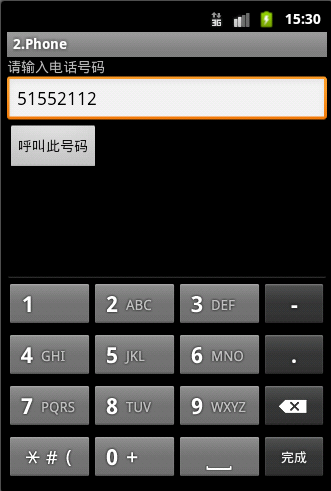 3G 15:30
2.Phone
请输入电话号码
51552112
呼叫此号码
1 2 ABC 3 DEF -
4 GHI 5 JKL 6 MNO .
7 PQRS 8 TUV 9 WXYZ
* # ( 0 + 完成